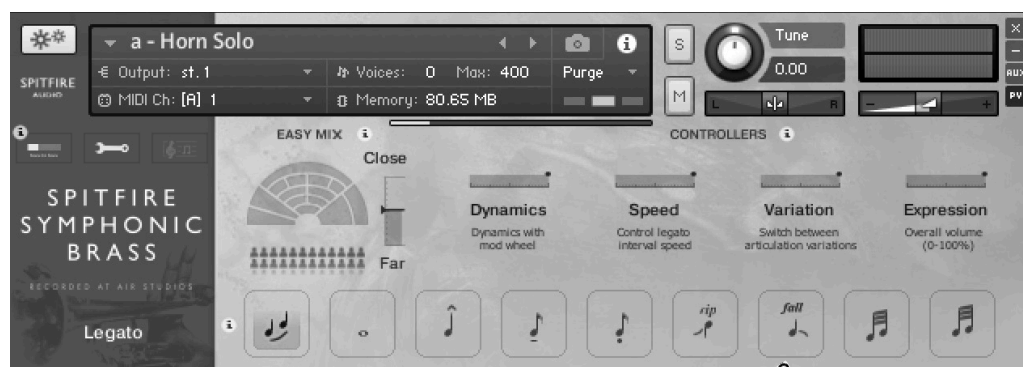 a - Horn Solo
S
Tune
0.00
X
-
AUX
PV
SPITFIRE
AUDIO
Output: st.1
Voices: 0 Max: 400
Purge
MIDI Ch: [A] 1
Memory: 80.65 MB
M
L
R
-
+
EASY MIX
CONTROLLERS
Close
Far
SPITFIRE
SYMPHONIC
BRASS
RECORDED AT AIR STUDIOS
Legato
Dynamics
Dynamics with
mod wheel
Speed
Control legato
interval speed
Variation
Switch between
articulation variations
Expression
Overall volume
(0-100%)
rip
fall